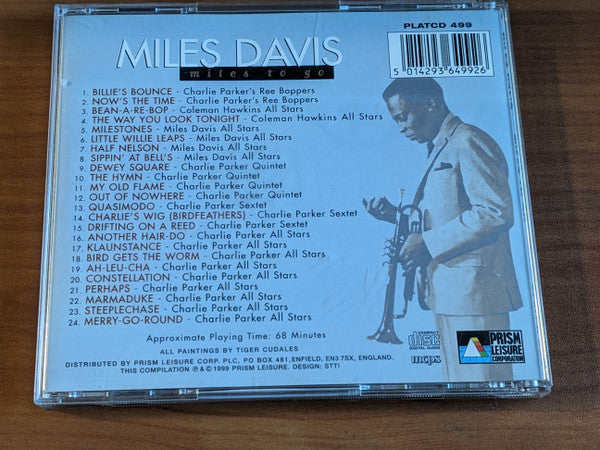 PLATCD 499
MILES DAVIS
miles to go
5 014293 649926
1. BILLIE'S BOUNCE - Charlie Parker's Ree Boppers
2. NOW'S THE TIME - Charlie Parker's Ree Boppers
3. BEAN-A-RE-BOP - Coleman Hawkins All Stars
4. THE WAY YOU LOOK TONIGHT - Coleman Hawkins All Stars
5. MILESTONES - Miles Davis All Stars
6. LITTLE WILLIE LEAPS - Miles Davis All Stars
7. HALF NELSON - Miles Davis All Stars
8. SIPPIN' AT BELL'S - Miles Davis All Stars
9. DEWEY SQUARE - Charlie Parker Quintet
10. THE HYMN - Charlie Parker Quintet
11. MY OLD FLAME - Charlie Parker Quintet
12. OUT OF NOWHERE - Charlie Parker Quintet
13. QUASIMODO - Charlie Parker Sextet
14. CHARLIE'S WIG (BIRDFEATHERS) - Charlie Parker Sextet
15. DRIFTING ON A REED - Charlie Parker Sextet
16. ANOTHER HAIR-DO - Charlie Parker All Stars
17. KLAUNSTANCE - Charlie Parker All Stars
18. BIRD GETS THE WORM - Charlie Parker All Stars
19. AH-LEU-CHA - Charlie Parker All Stars
20. CONSTELLATION - Charlie Parker All Stars
21. PERHAPS - Charlie Parker All Stars
22. MARMADUKE - Charlie Parker All Stars
23. STEEPLECHASE - Charlie Parker All Stars
24. MERRY-GO-ROUND - Charlie Parker All Stars
Approximate Playing Time: 68 Minutes
ALL PAINTINGS BY TIGER CUDALES
DISTRIBUTED BY PRISM LEISURE CORP. PLC, PO BOX 481, ENFIELD, EN3 7SX, ENGLAND.
THIS COMPILATION ℗ & © 1999 PRISM LEISURE. DESIGN: STT!
COMPACT
disc
DIGITAL AUDIO
mcps
PRISM
LEISURE
CORPORATION